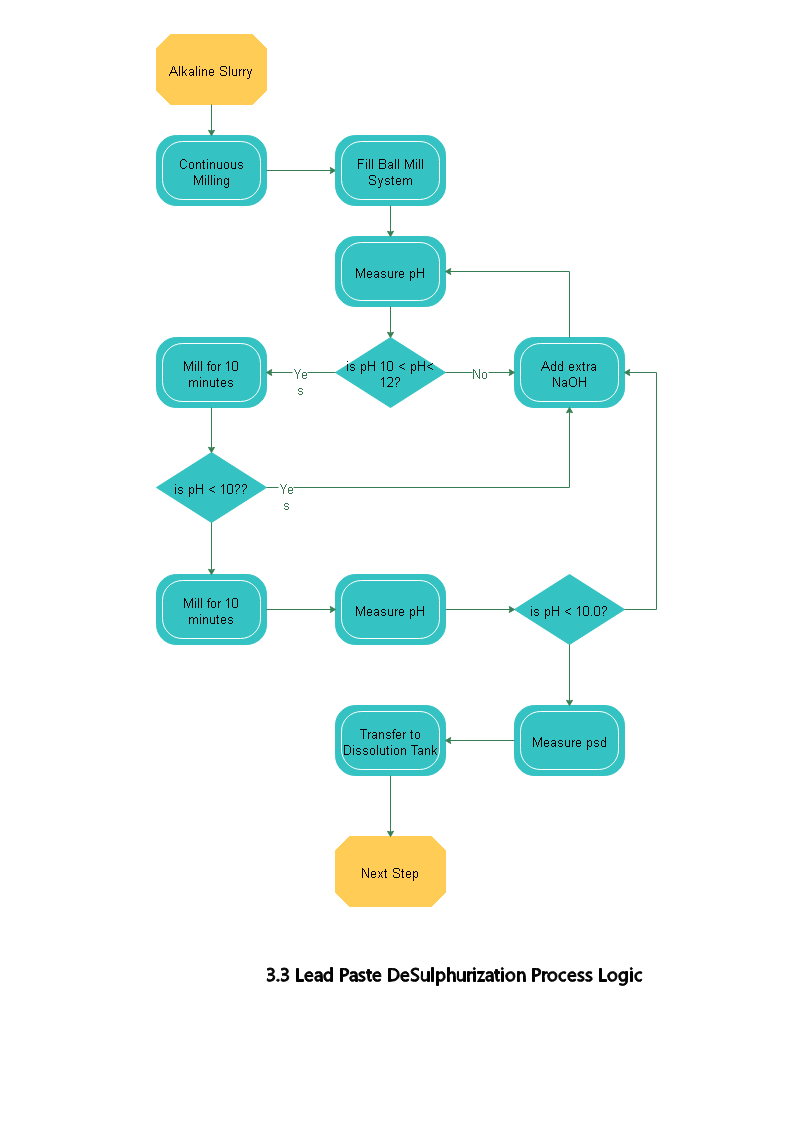 Alkaline Slurry
Continuous
Milling
Fill Ball Mill
System
Measure pH
Mill for 10
minutes
Ye
s
is pH 10 < pH<
12?
No
Add extra
NaOH
is pH < 10??
Ye
s
Mill for 10
minutes
Measure pH
is pH < 10.0?
Transfer to
Dissolution Tank
Measure psd
Next Step
3.3 Lead Paste DeSulphurization Process Logic